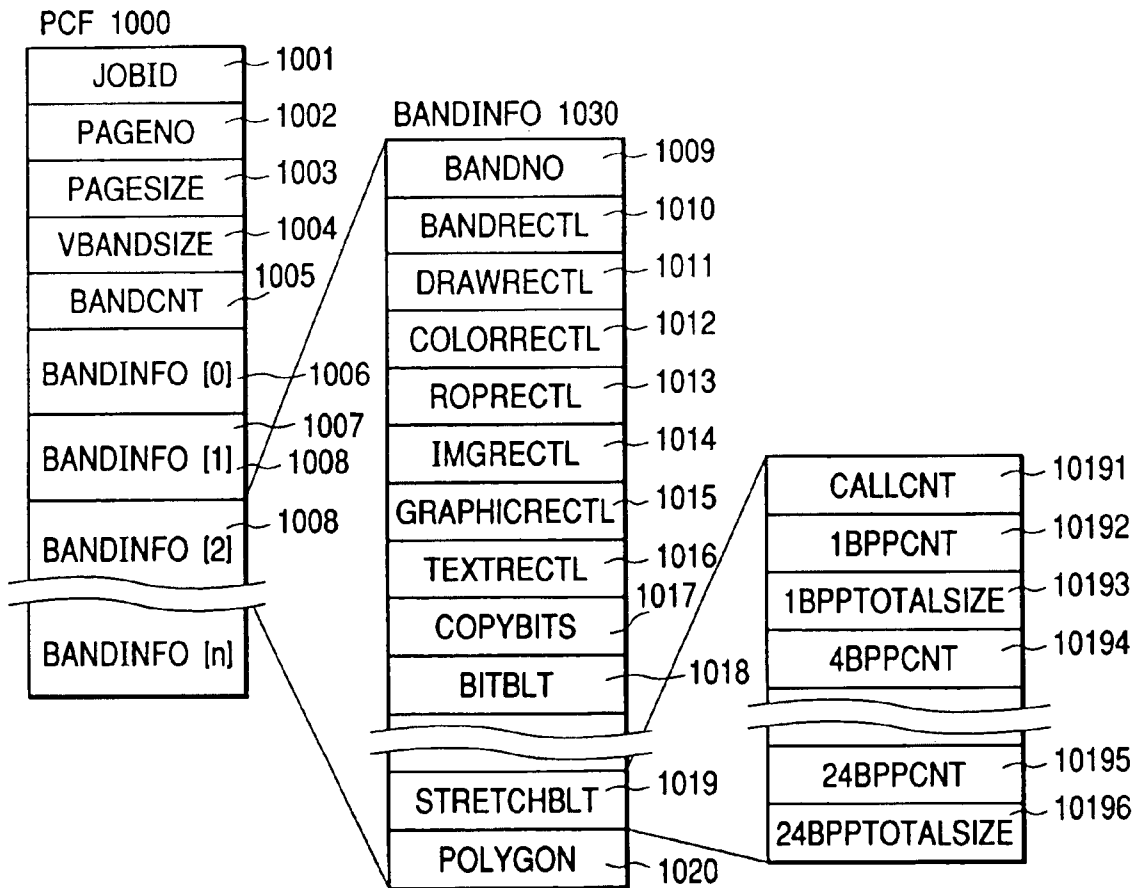 PCF 1000
JOBID 1001
PAGENO 1002
PAGESIZE 1003
VBANDSIZE 1004
BANDCNT 1005
BANDINFO [0] 1006
1007
BANDINFO [1] 1008
1008
BANDINFO [2]
BANDINFO [n]
BANDINFO 1030
BANDNO 1009
BANDRECTL 1010
DRAWRECTL 1011
COLORRECTL 1012
ROPRECTL 1013
IMGRECTL 1014
GRAPHICRECTL 1015
TEXTRECTL 1016
COPYBITS 1017
BITBLT 1018
STRETCHBLT 1019
POLYGON 1020
CALLCNT 10191
1BPPCNT 10192
1BPPTOTALSIZE 10193
4BPPCNT 10194
24BPPCNT 10195
24BPPTOTALSIZE 10196